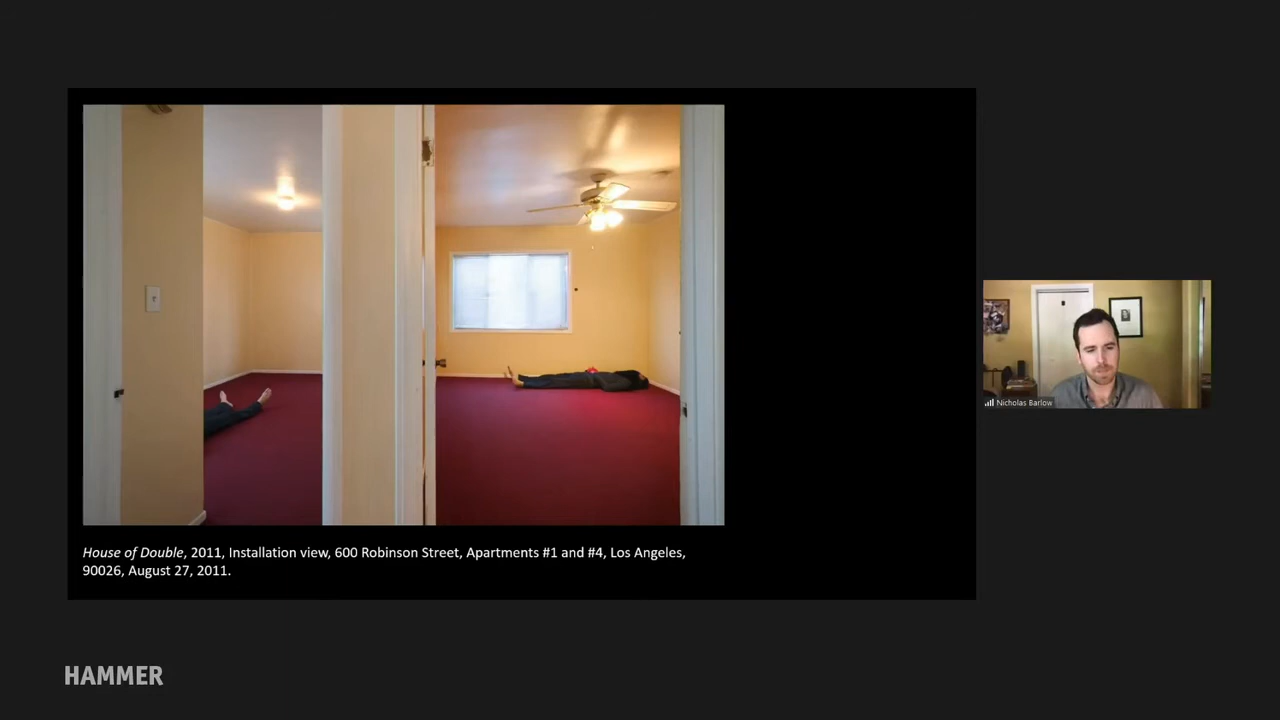 House of Double, 2011, Installation view, 600 Robinson Street, Apartments #1 and #4, Los Angeles,
90026, August 27, 2011.
Nicholas Barlow
HAMMER